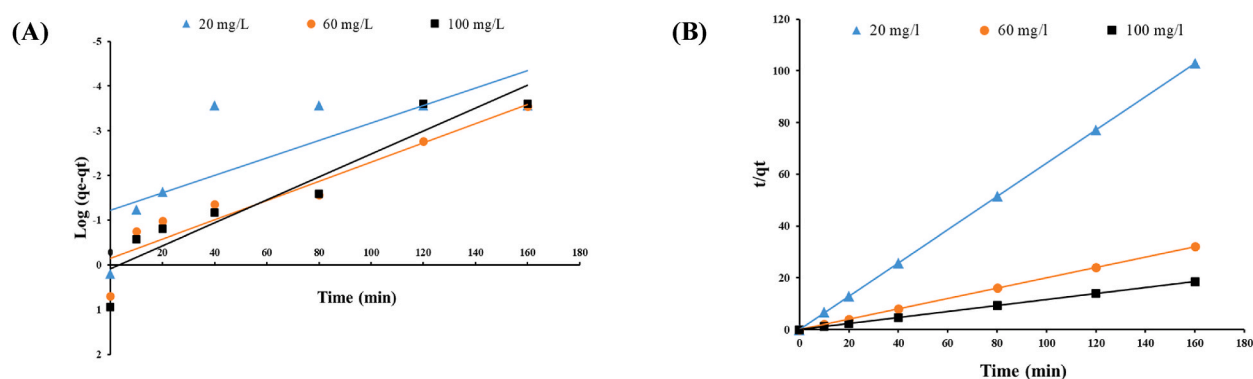 (A)
20 mg/L 60 mg/L 100 mg/L
-5
-4
-3
-2
-1
0
1
2
Log (qe-qt)
0 20 40 60 80 100 120 140 160 180
Time (min)
(B)
20 mg/l 60 mg/l 100 mg/l
120
100
80
60
40
20
0
t/qt
0 20 40 60 80 100 120 140 160 180
Time (min)